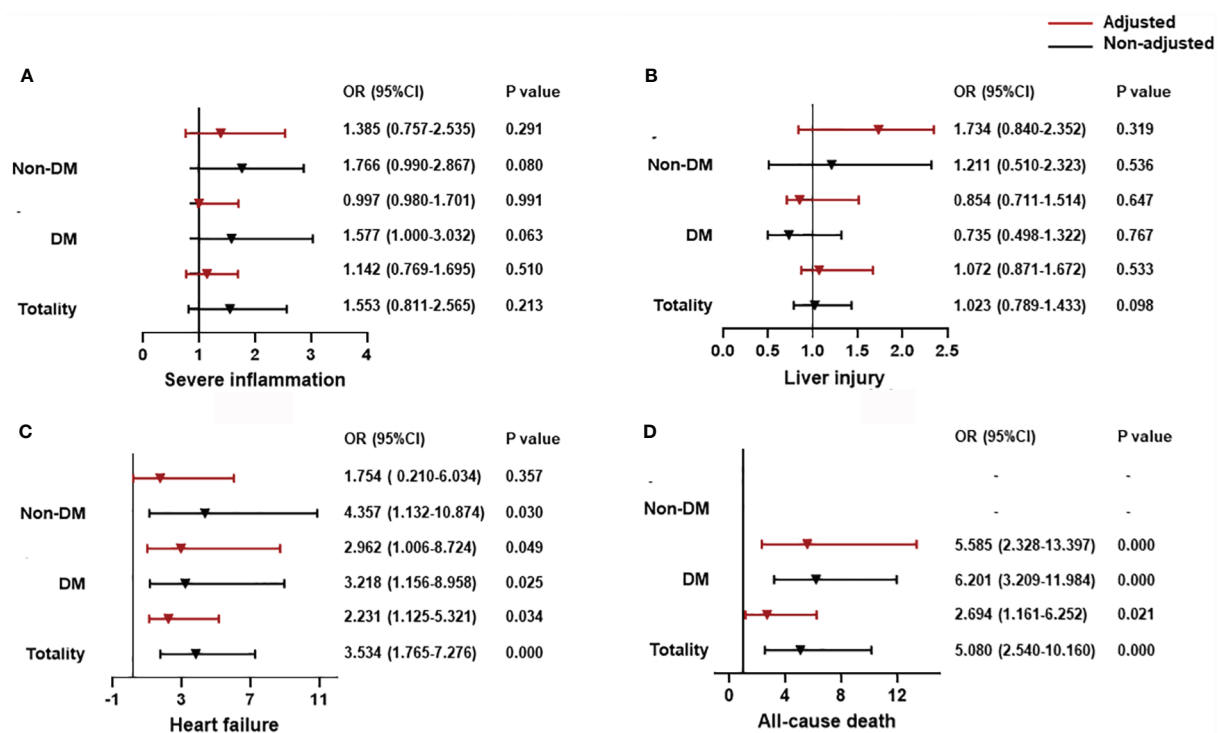 Adjusted
Non-adjusted
A
OR (95%CI) P value
1.385 (0.757-2.535) 0.291
Non-DM 1.766 (0.990-2.867) 0.080
0.997 (0.980-1.701) 0.991
DM 1.577 (1.000-3.032) 0.063
1.142 (0.769-1.695) 0.510
Totality 1.553 (0.811-2.565) 0.213
0 1 2 3 4
Severe inflammation
B
OR (95%CI) P value
1.734 (0.840-2.352) 0.319
Non-DM 1.211 (0.510-2.323) 0.536
0.854 (0.711-1.514) 0.647
DM 0.735 (0.498-1.322) 0.767
1.072 (0.871-1.672) 0.533
Totality 1.023 (0.789-1.433) 0.098
0.0 0.5 1.0 1.5 2.0 2.5
Liver injury
C
OR (95%CI) P value
1.754 ( 0.210-6.034) 0.357
Non-DM 4.357 (1.132-10.874) 0.030
2.962 (1.006-8.724) 0.049
DM 3.218 (1.156-8.958) 0.025
2.231 (1.125-5.321) 0.034
Totality 3.534 (1.765-7.276) 0.000
-1 3 7 11
Heart failure
D
OR (95%CI) P value
- -
Non-DM - -
5.585 (2.328-13.397) 0.000
DM 6.201 (3.209-11.984) 0.000
2.694 (1.161-6.252) 0.021
Totality 5.080 (2.540-10.160) 0.000
0 4 8 12
All-cause death